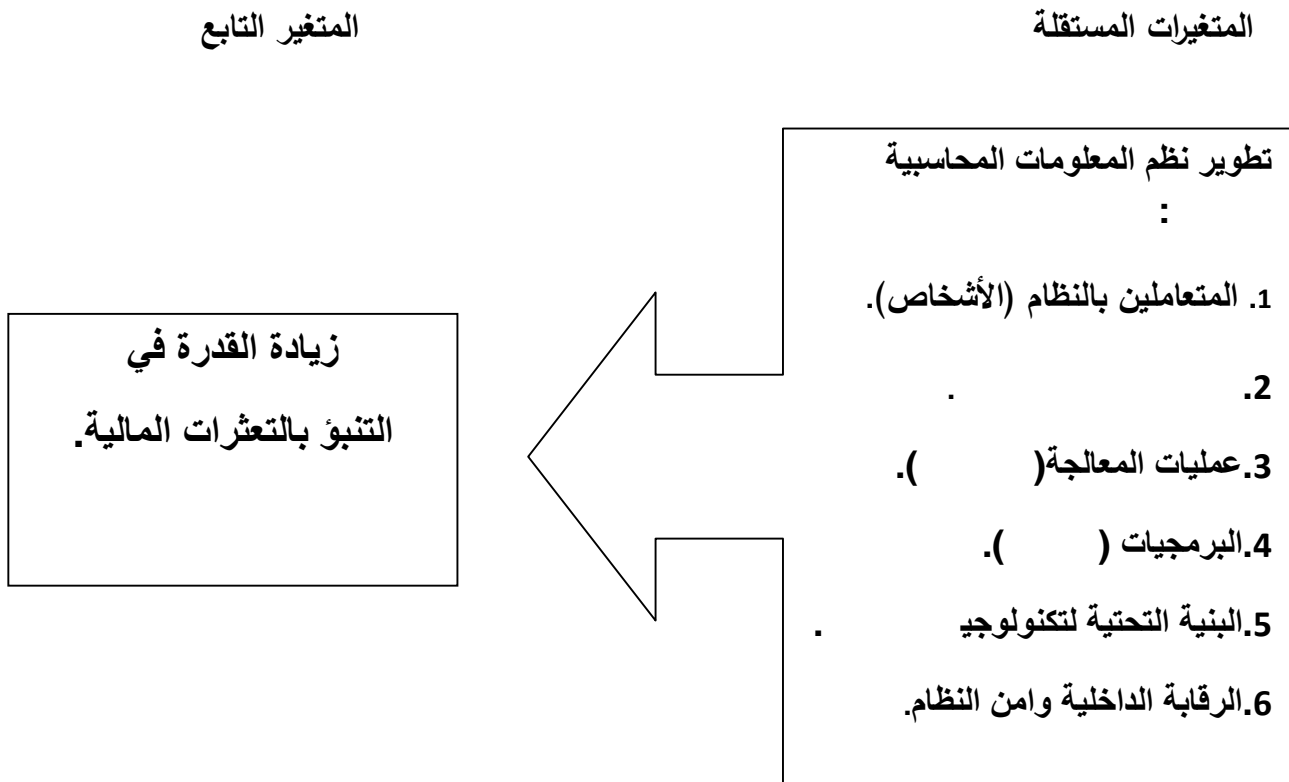 المتغيرات المستقلة
المتغير التابع
تطوير نظم المعلومات المحاسبية
:
1. المتعاملين بالنظام (الأشخاص).
2. .
3.عمليات المعالجة( ).
4.البرمجيات ( ).
5.البنية التحتية لتكنولوجيـ .
6.الرقابة الداخلية وامن النظام.
زيادة القدرة في
التنبؤ بالتعثرات المالية.